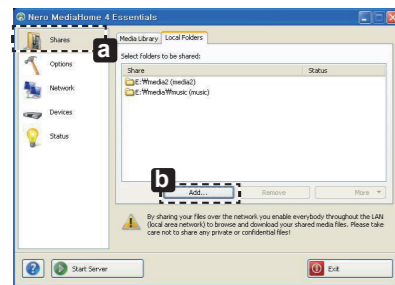 Nero MediaHome 4 Essentials
Shares
a
Media Library
Local Folders
Options
Network
Devices
Status
Select folders to be shared:
Share
Status
E:₩media2 (media2)
E:₩media₩music (music)
b
Add...
Remove
More
By sharing your files over the network you enable everybody throughout the LAN
(local area network) to browse and download your shared media files. Please take
care not to share any private or confidential files!
Start Server
Exit